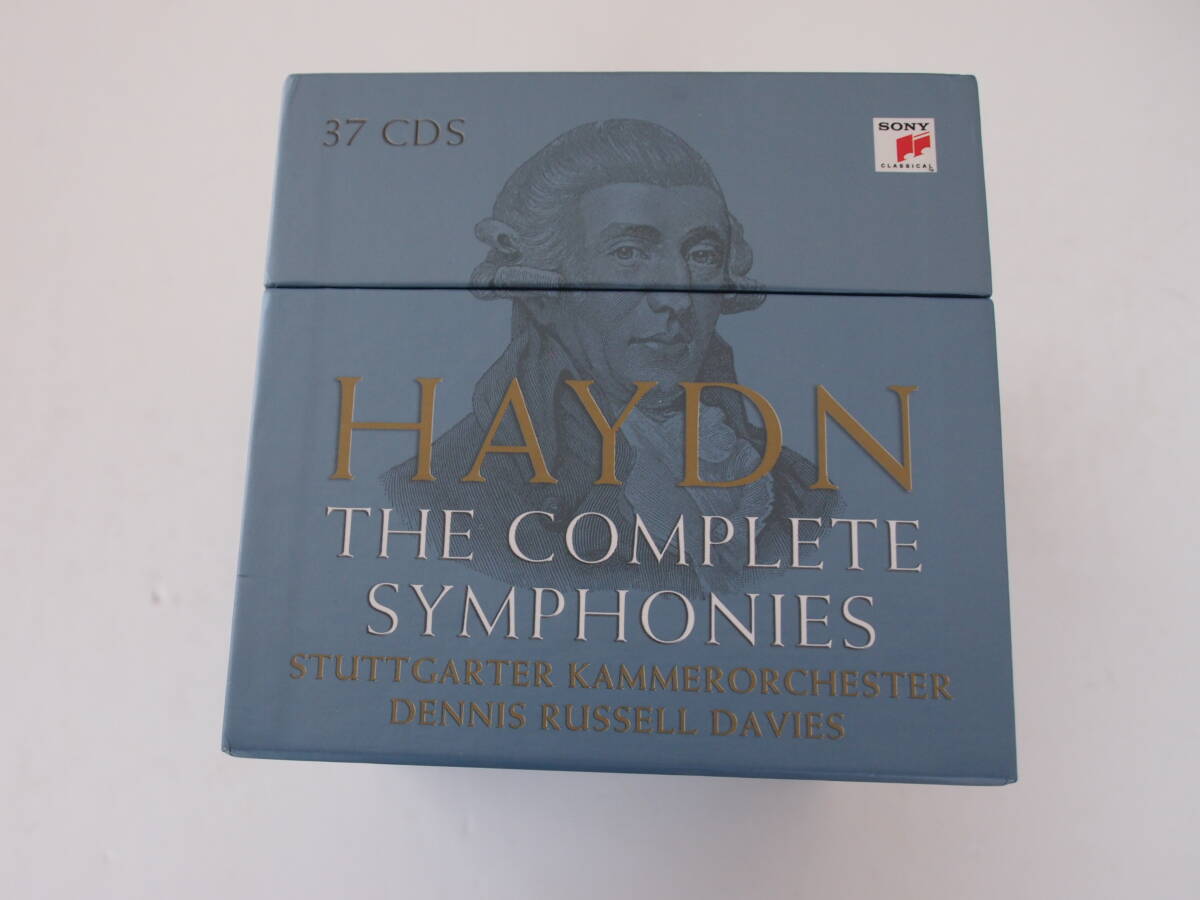 37 CDS
SONY
CLASSICAL
HAYDN
THE COMPLETE
SYMPHONIES
STUTTGARTER KAMMERORCHESTER
DENNIS RUSSELL DAVIES